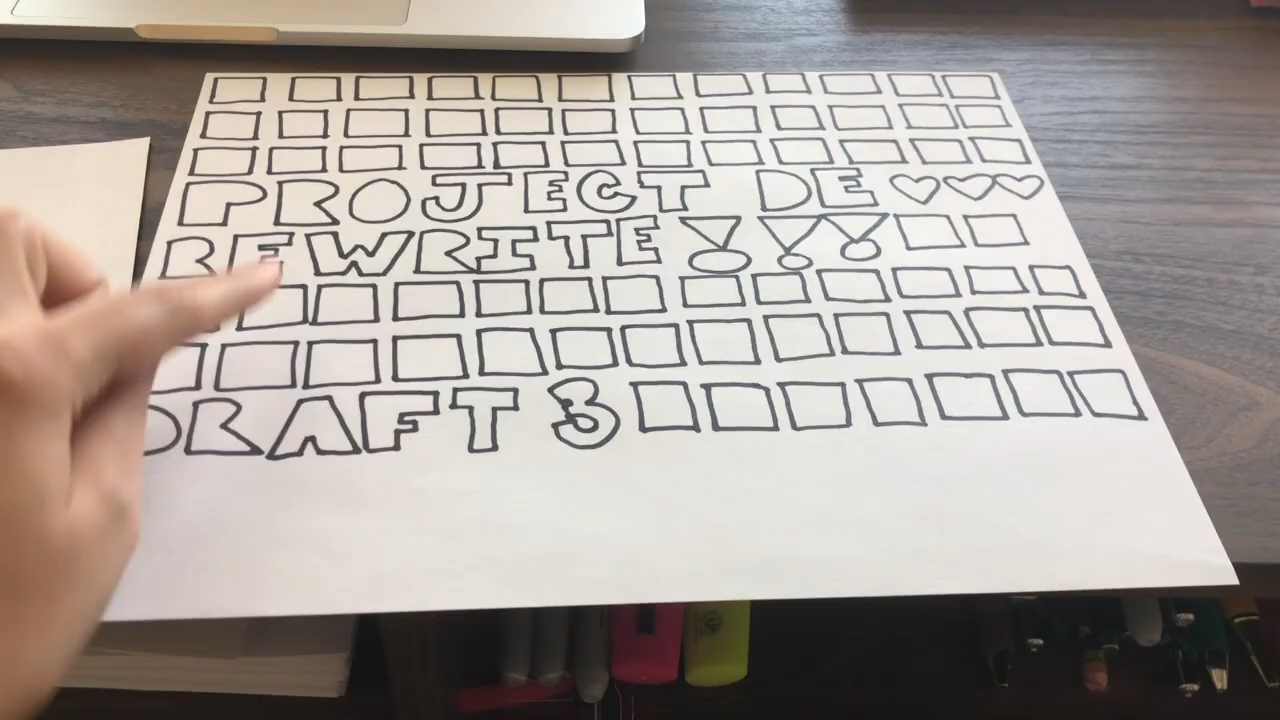 PROJECT DE ♡♡♡
REWRITE !!!
DRAFT 3